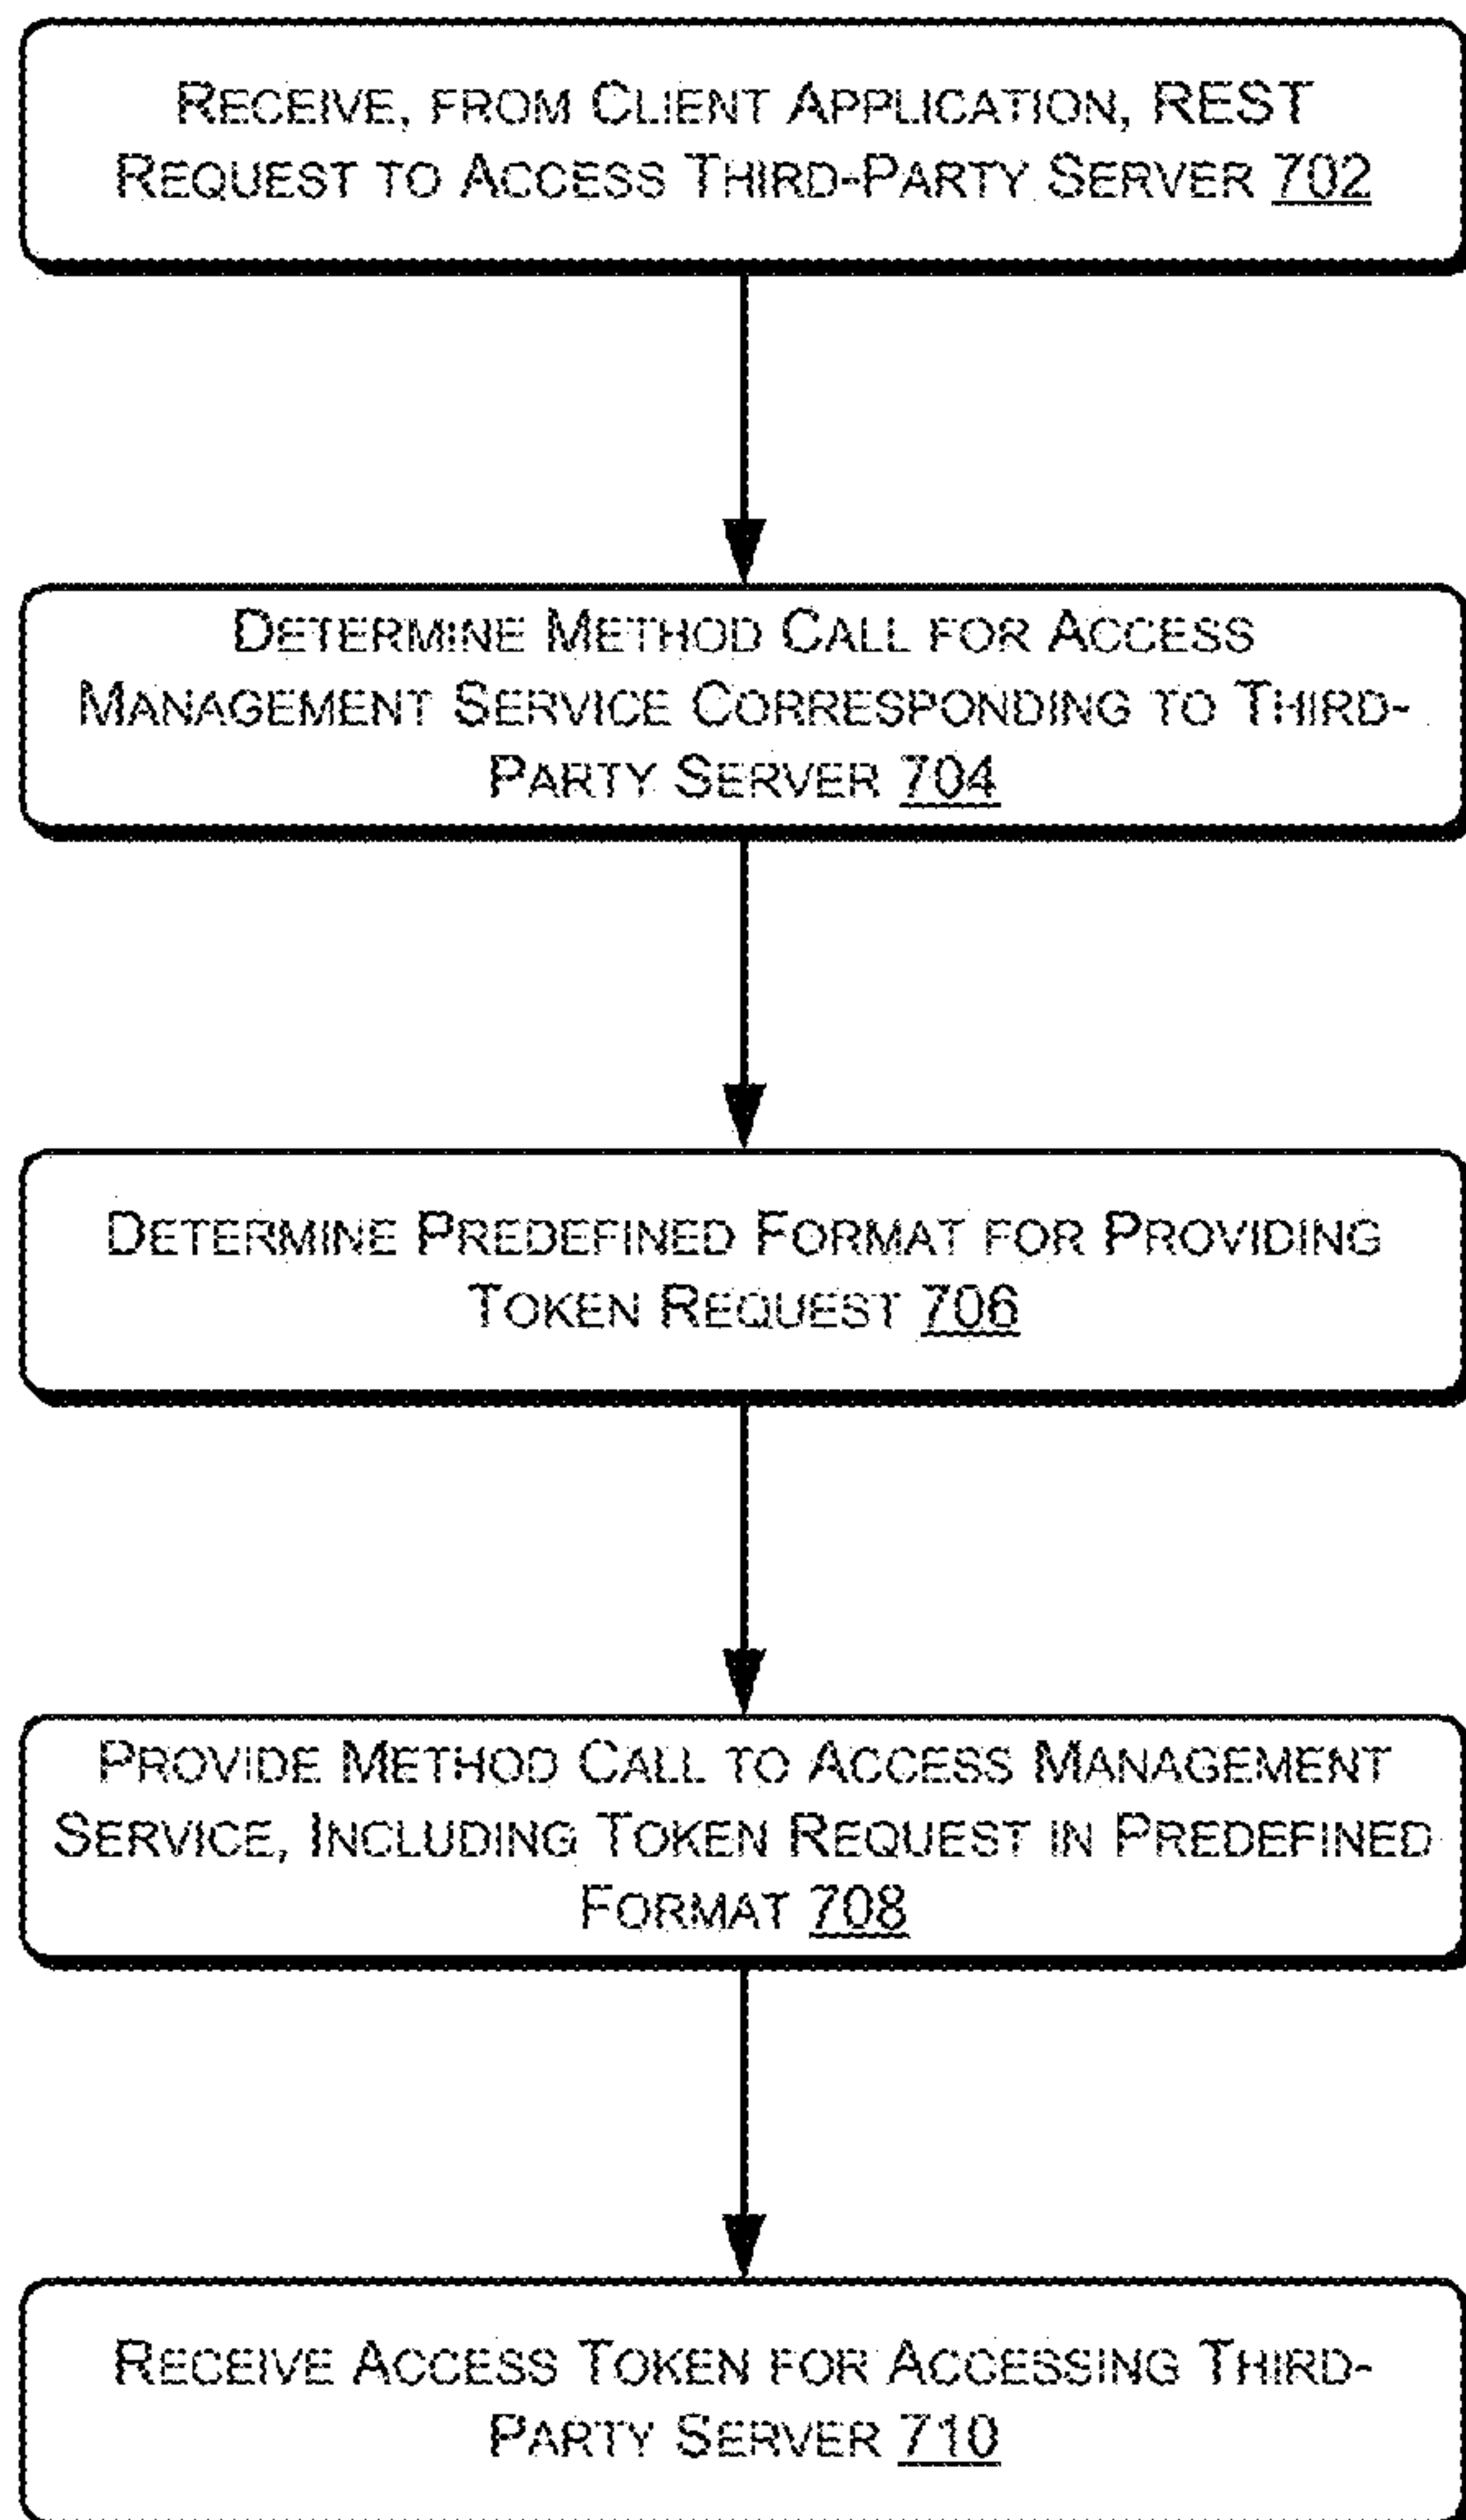 RECEIVE, FROM CLIENT APPLICATION, REST
REQUEST TO ACCESS THIRD-PARTY SERVER 702
DETERMINE METHOD CALL FOR ACCESS
MANAGEMENT SERVICE CORRESPONDING TO THIRD-
PARTY SERVER 704
DETERMINE PREDEFINED FORMAT FOR PROVIDING
TOKEN REQUEST 706
PROVIDE METHOD CALL TO ACCESS MANAGEMENT
SERVICE, INCLUDING TOKEN REQUEST IN PREDEFINED
FORMAT 708
RECEIVE ACCESS TOKEN FOR ACCESSING THIRD-
PARTY SERVER 710